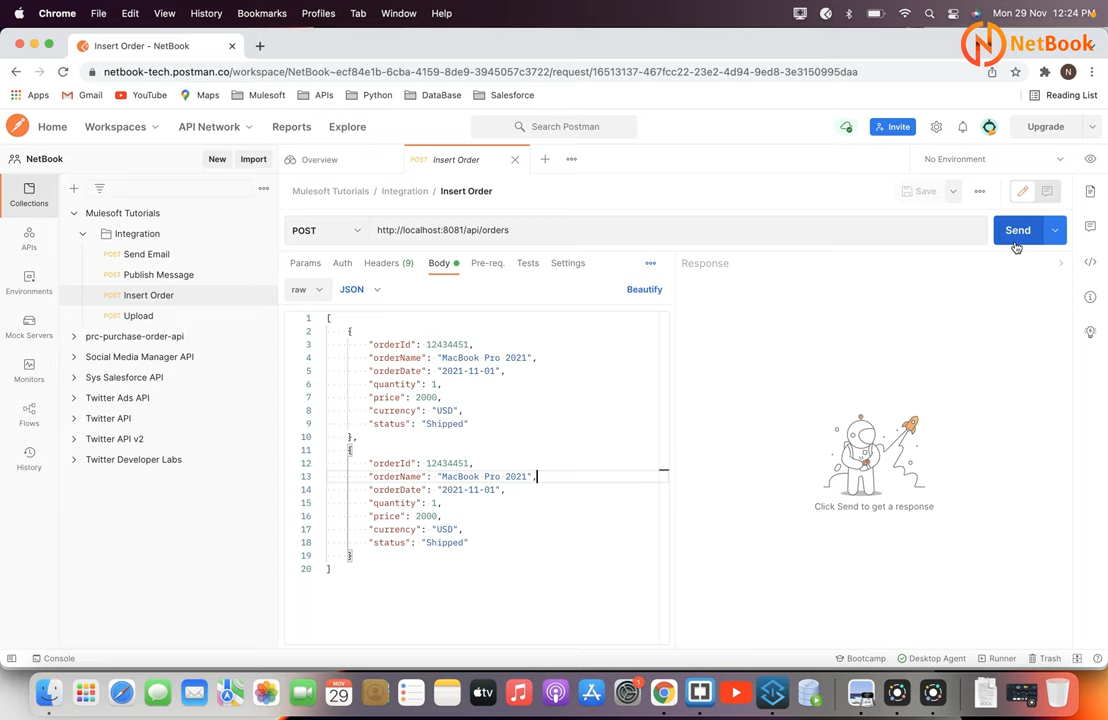 Chrome File Edit View History Bookmarks Profiles Tab Window Help Mon 29 Nov 12:24 PM
Insert Order - NetBook
NetBook
netbook-tech.postman.co/workspace/NetBook~ecf84e1b-6cba-4159-8de9-3945057c3722/request/16513137-467fcc22-23e2-4d94-9ed8-3e3150995daa
Apps Gmail YouTube Maps Mulesoft APIs Python DataBase Salesforce Reading List
Home Workspaces API Network Reports Explore Search Postman Invite Upgrade
NetBook New Import Overview POST Insert Order No Environment
Collections
APIs
Environments
Mock Servers
Monitors
Flows
History
Mulesoft Tutorials
Integration
POST Send Email
POST Publish Message
POST Insert Order
POST Upload
prc-purchase-order-api
Social Media Manager API
Sys Salesforce API
Twitter Ads API
Twitter API
Twitter API v2
Twitter Developer Labs
Mulesoft Tutorials / Integration / Insert Order Save
POST http://localhost:8081/api/orders Send
Params Auth Headers (9) Body Pre-req. Tests Settings
raw JSON Beautify
1 [
2 {
3 "orderId": 12434451,
4 "orderName": "MacBook Pro 2021",
5 "orderDate": "2021-11-01",
6 "quantity": 1,
7 "price": 2000,
8 "currency": "USD",
9 "status": "Shipped"
10 },
11 {
12 "orderId": 12434451,
13 "orderName": "MacBook Pro 2021",
14 "orderDate": "2021-11-01",
15 "quantity": 1,
16 "price": 2000,
17 "currency": "USD",
18 "status": "Shipped"
19 }
20 ]
Response
Click Send to get a response
Console Bootcamp Desktop Agent Runner Trash
NOV
29
tv
1